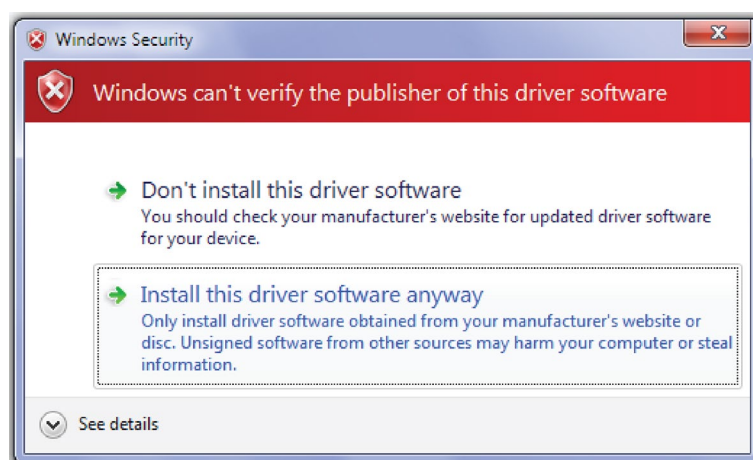 Windows Security
Windows can't verify the publisher of this driver software
Don't install this driver software
You should check your manufacturer's website for updated driver software
for your device.
Install this driver software anyway
Only install driver software obtained from your manufacturer's website or
disc. Unsigned software from other sources may harm your computer or steal
information.
See details